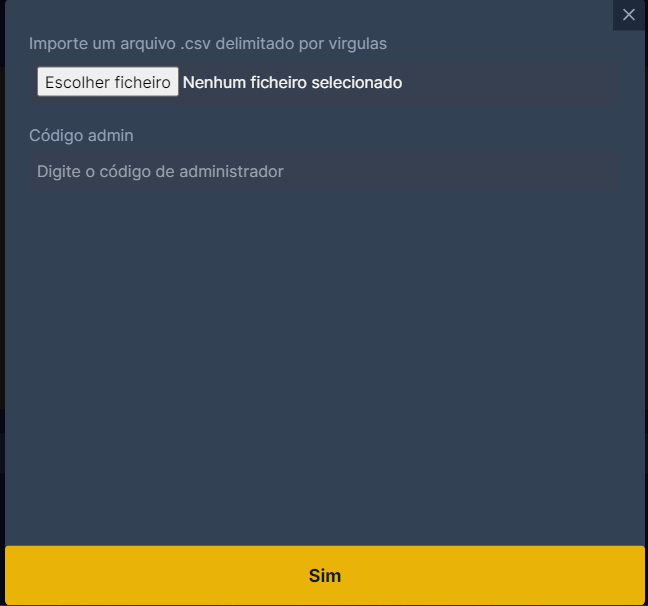 Importe um arquivo .csv delimitado por virgulas
Escolher ficheiro Nenhum ficheiro selecionado
Código admin
Digite o código de administrador
Sim